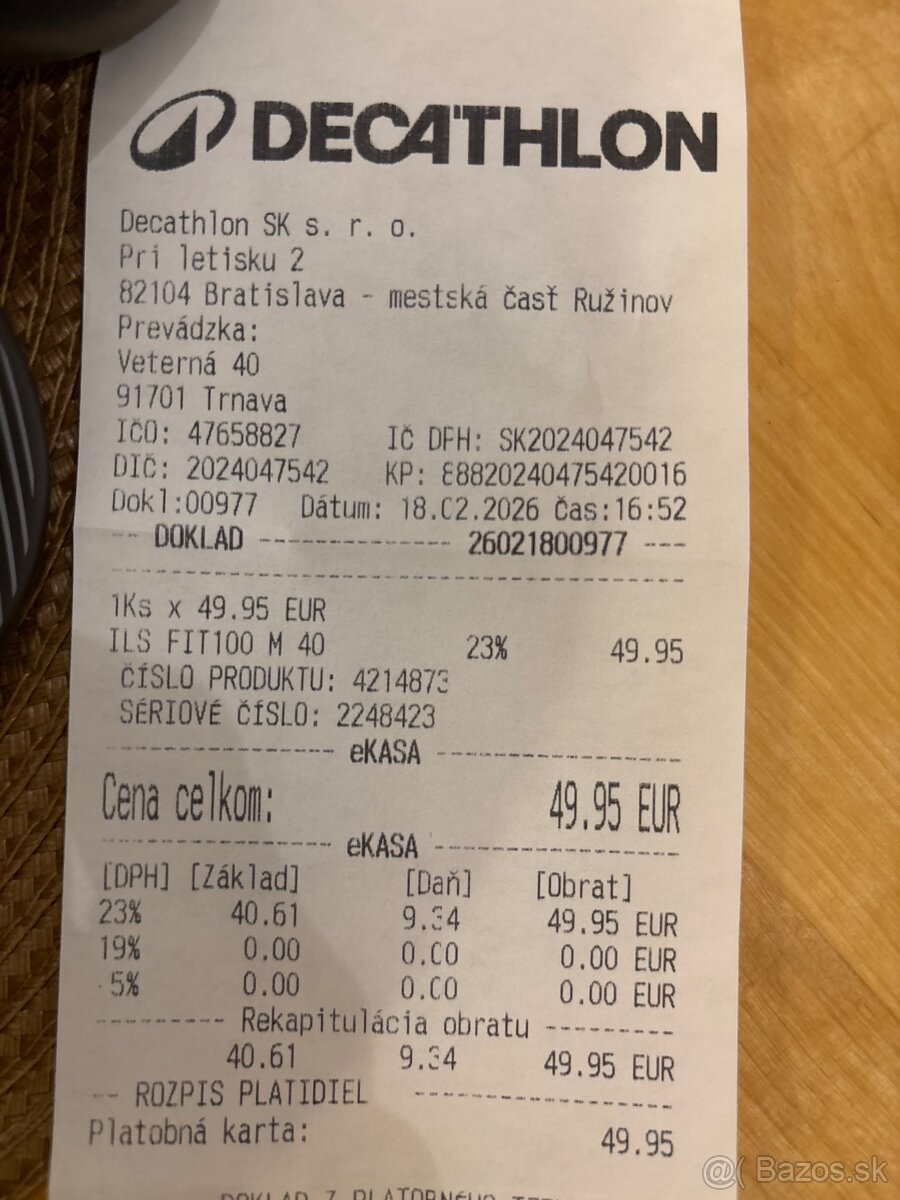 DECATHLON
Decathlon SK s. r. o.
Pri letisku 2
82104 Bratislava - mestská časť Ružinov
Prevádzka:
Veterná 40
91701 Trnava
IČO: 47658827 IČ DPH: SK2024047542
DIČ: 2024047542 KP: 88820240475420016
Dokl:00977 Dátum: 18.02.2026 Čas:16:52
-- DOKLAD ---------------- 26021800977 ---
1Ks x 49.95 EUR
ILS FIT100 M 40 23% 49.95
ČÍSLO PRODUKTU: 4214873
SÉRIOVÉ ČÍSLO: 2248423
eKASA
Cena celkom: 49.95 EUR
eKASA
[DPH] [Základ] [Daň] [Obrat]
23% 40.61 9.34 49.95 EUR
19% 0.00 0.00 0.00 EUR
5% 0.00 0.00 0.00 EUR
--------- Rekapitulácia obratu ---------
40.61 9.34 49.95 EUR
-- ROZPIS PLATIDIEL ------------------
Platobná karta: 49.95
DOKLAD Z PLATOBNÉHO
@( Bazos.sk